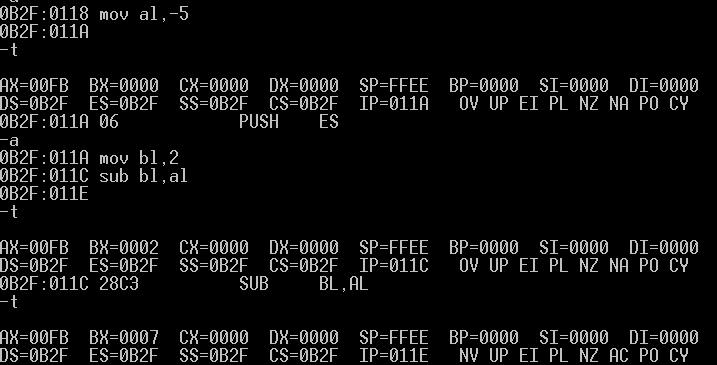 0B2F:0118 mov al,-5
0B2F:011A
-t
AX=00FB  BX=0000  CX=0000  DX=0000  SP=FFEE  BP=0000  SI=0000  DI=0000
DS=0B2F  ES=0B2F  SS=0B2F  CS=0B2F  IP=011A   OV UP EI PL NZ NA PO CY
0B2F:011A 06            PUSH    ES
-a
0B2F:011A mov bl,2
0B2F:011C sub bl,al
0B2F:011E
-t
AX=00FB  BX=0002  CX=0000  DX=0000  SP=FFEE  BP=0000  SI=0000  DI=0000
DS=0B2F  ES=0B2F  SS=0B2F  CS=0B2F  IP=011C   OV UP EI PL NZ NA PO CY
0B2F:011C 28C3          SUB     BL,AL
-t
AX=00FB  BX=0007  CX=0000  DX=0000  SP=FFEE  BP=0000  SI=0000  DI=0000
DS=0B2F  ES=0B2F  SS=0B2F  CS=0B2F  IP=011E   NV UP EI PL NZ AC PO CY